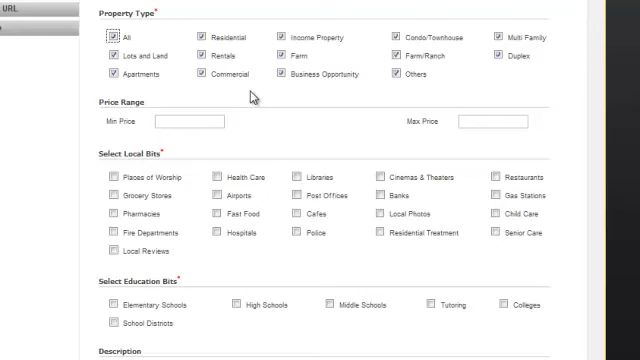 URL
Property Type*
All Residential Income Property Condo/Townhouse Multi Family
Lots and Land Rentals Farm Farm/Ranch Duplex
Apartments Commercial Business Opportunity Others
Price Range
Min Price Max Price
Select Local Bits*
Places of Worship Health Care Libraries Cinemas & Theaters Restaurants
Grocery Stores Airports Post Offices Banks Gas Stations
Pharmacies Fast Food Cafes Local Photos Child Care
Fire Departments Hospitals Police Residential Treatment Senior Care
Local Reviews
Select Education Bits*
Elementary Schools High Schools Middle Schools Tutoring Colleges
School Districts
Description